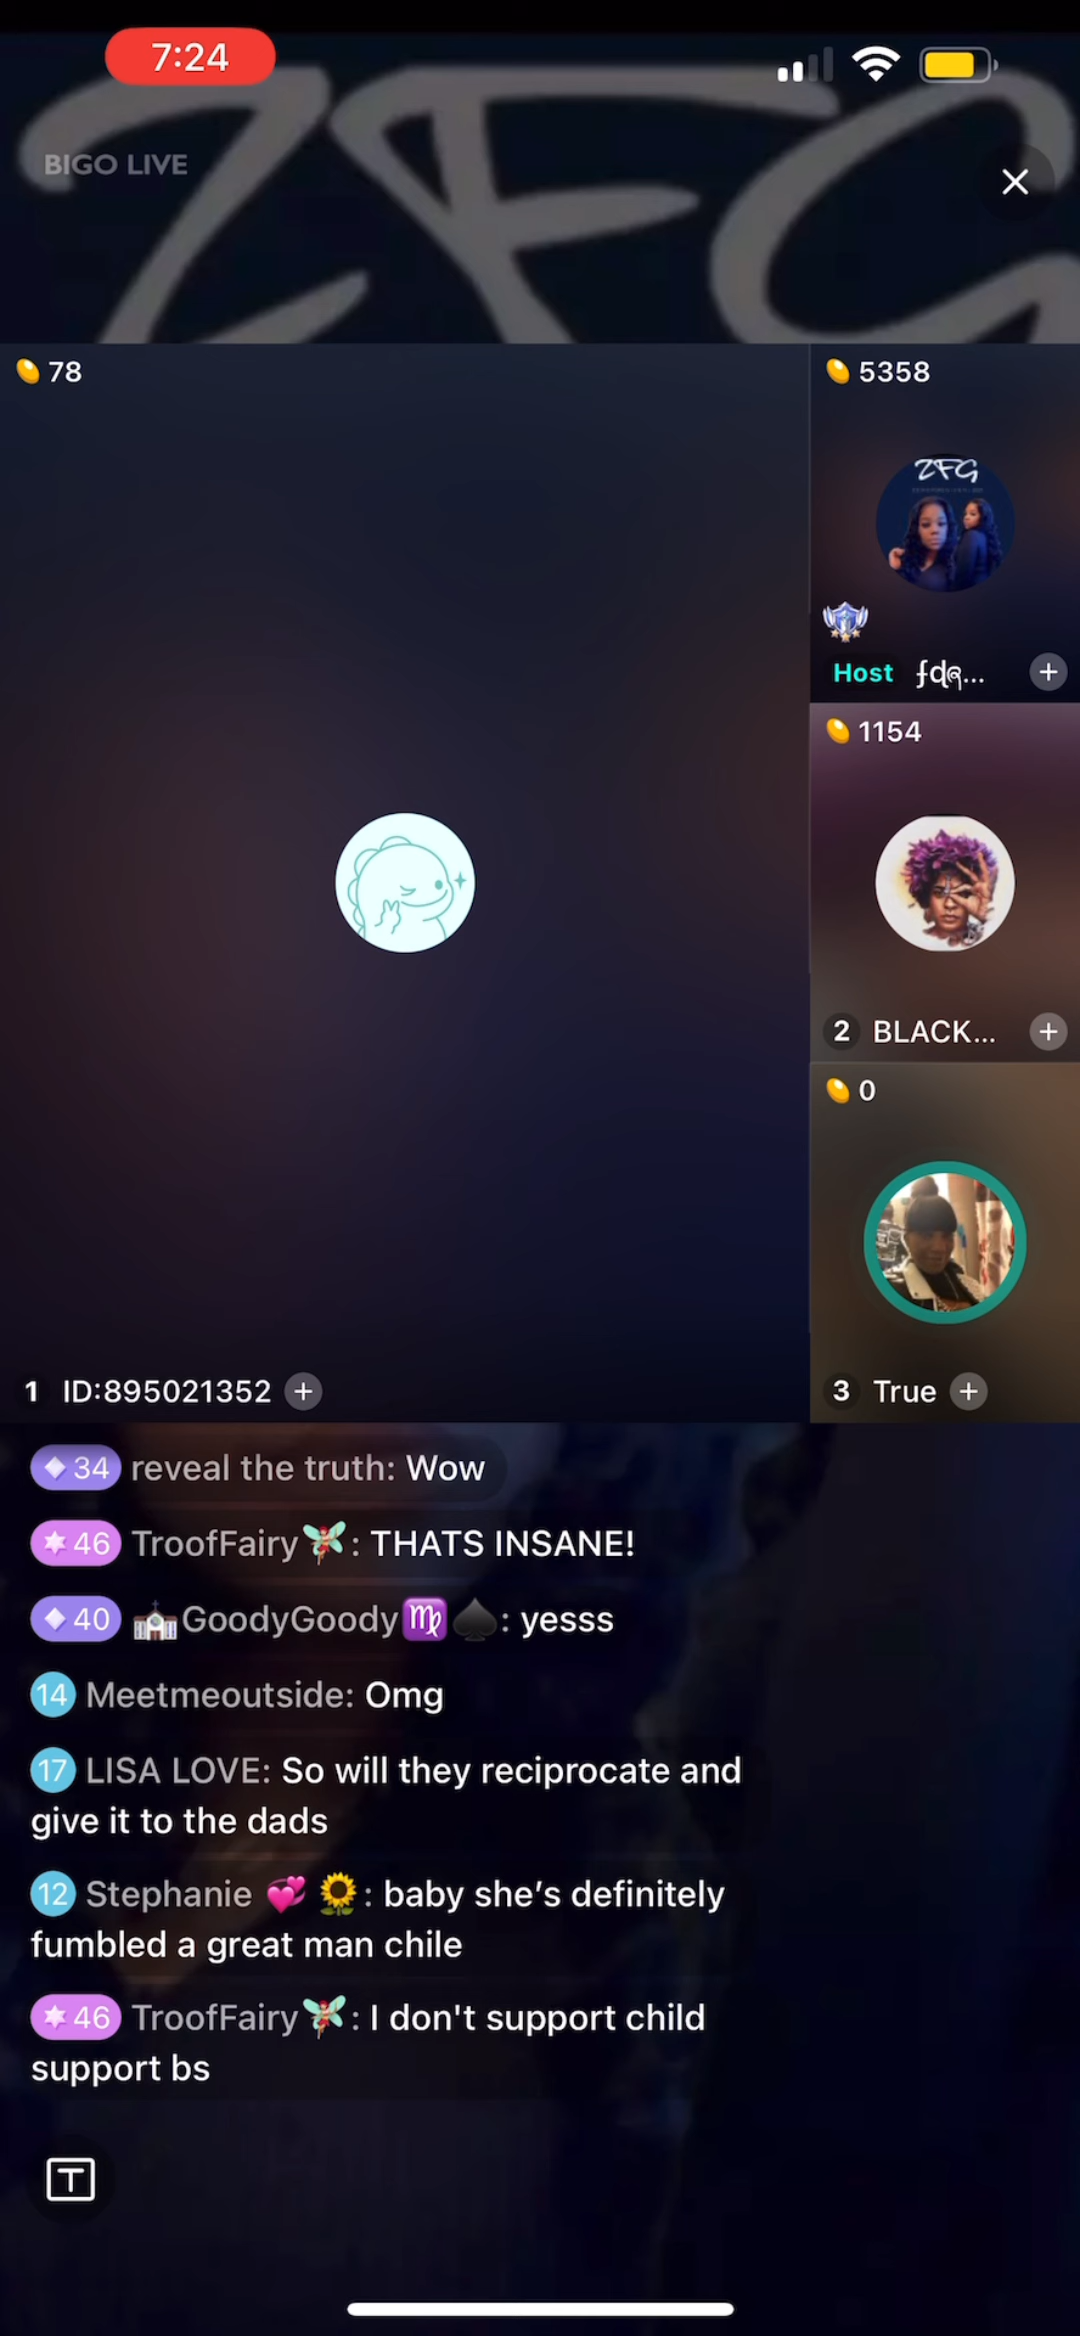 7:24
ZFG
BIGO LIVE
78
5358
ZFG
Host
1154
2 BLACK...
0
1 ID:895021352 +
3 True +
34 reveal the truth: Wow
46 TroofFairy🧚: THATS INSANE!
40 💒GoodyGoody♍♠️: yesss
14 Meetmeoutside: Omg
17 LISA LOVE: So will they reciprocate and
give it to the dads
12 Stephanie 💞 🌻: baby she’s definitely
fumbled a great man chile
46 TroofFairy🧚: I don't support child
support bs
T